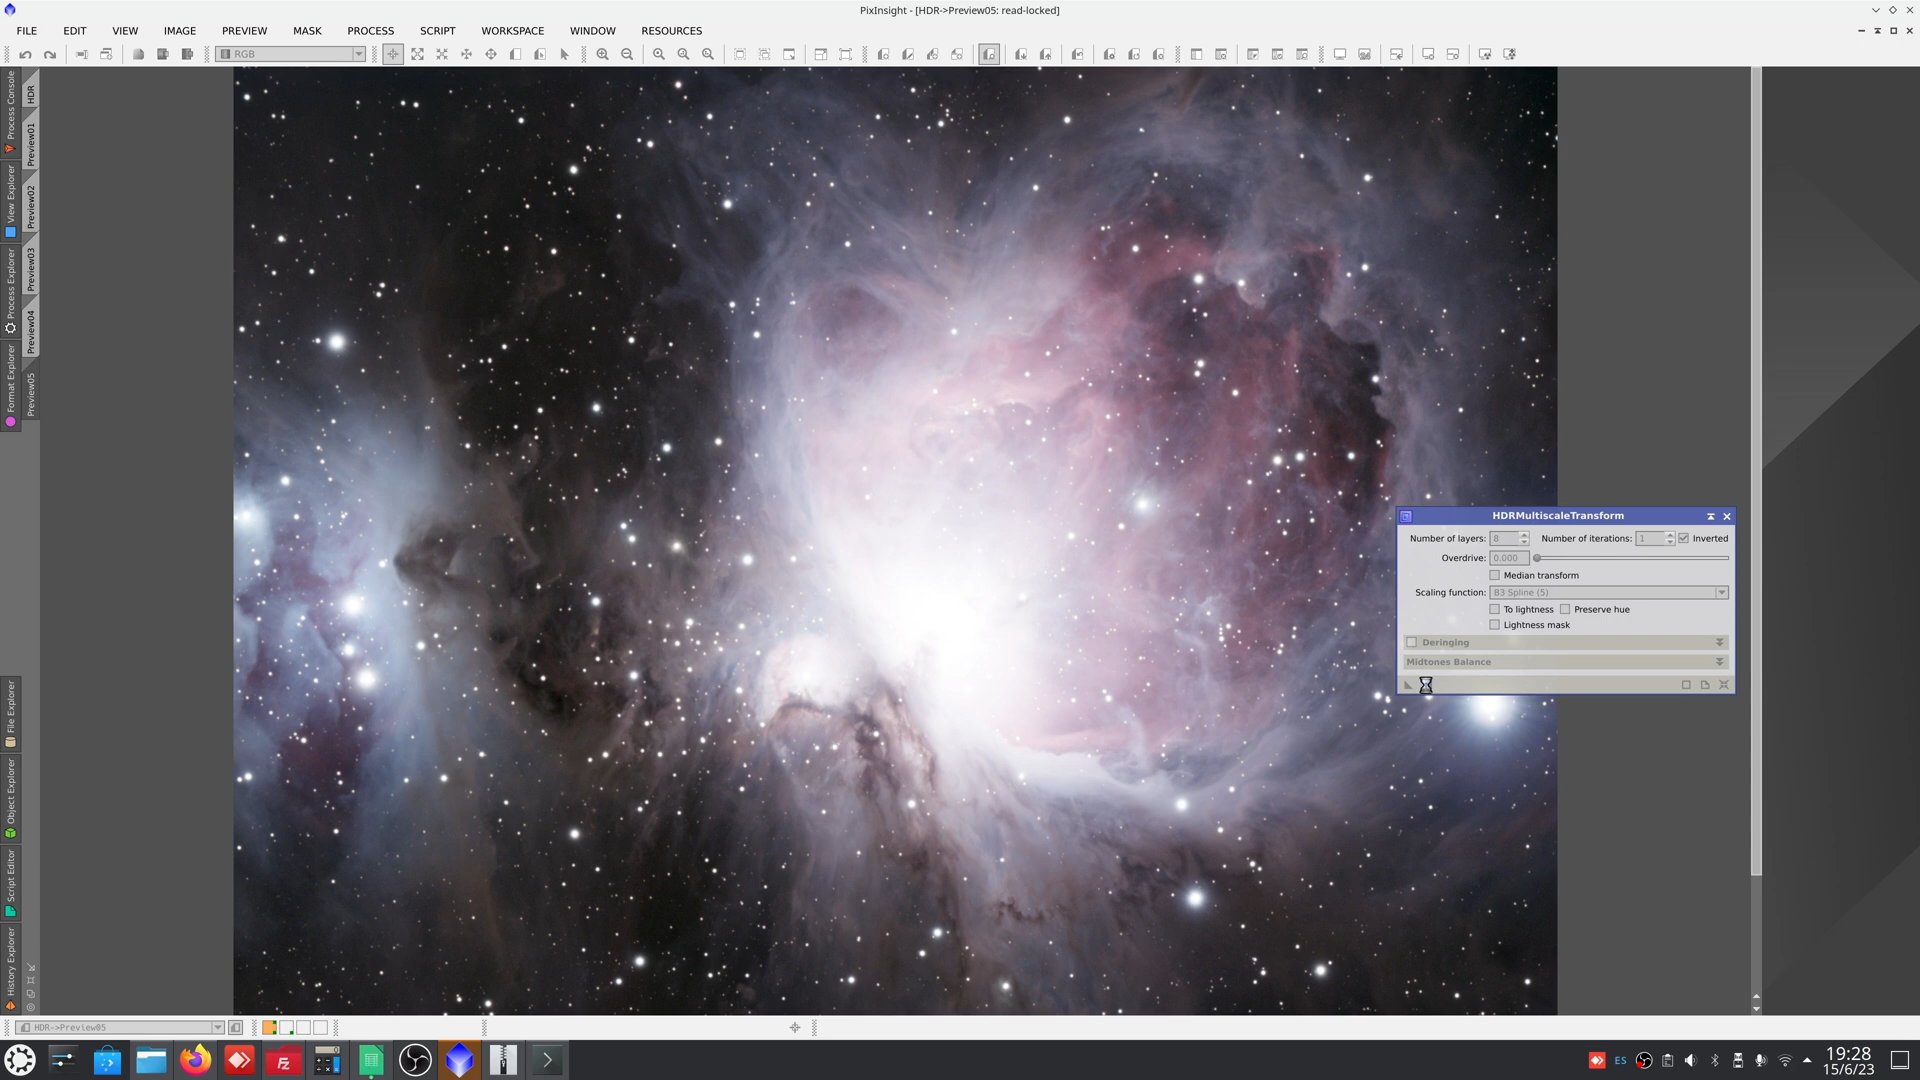 PixInsight - [HDR->Preview05: read-locked]
FILE EDIT VIEW IMAGE PREVIEW MASK PROCESS SCRIPT WORKSPACE WINDOW RESOURCES
RGB
Process Console
View Explorer
Process Explorer
Format Explorer
File Explorer
Object Explorer
Script Editor
History Explorer
HDR
Preview01
Preview02
Preview03
Preview04
Preview05
HDRMultiscaleTransform
Number of layers: 8 Number of iterations: 1 Inverted
Overdrive: 0.000
Median transform
Scaling function: B3 Spline (5)
To lightness Preserve hue
Lightness mask
Deringing
Midtones Balance
HDR->Preview05
Fz
ES
19:28
15/6/23